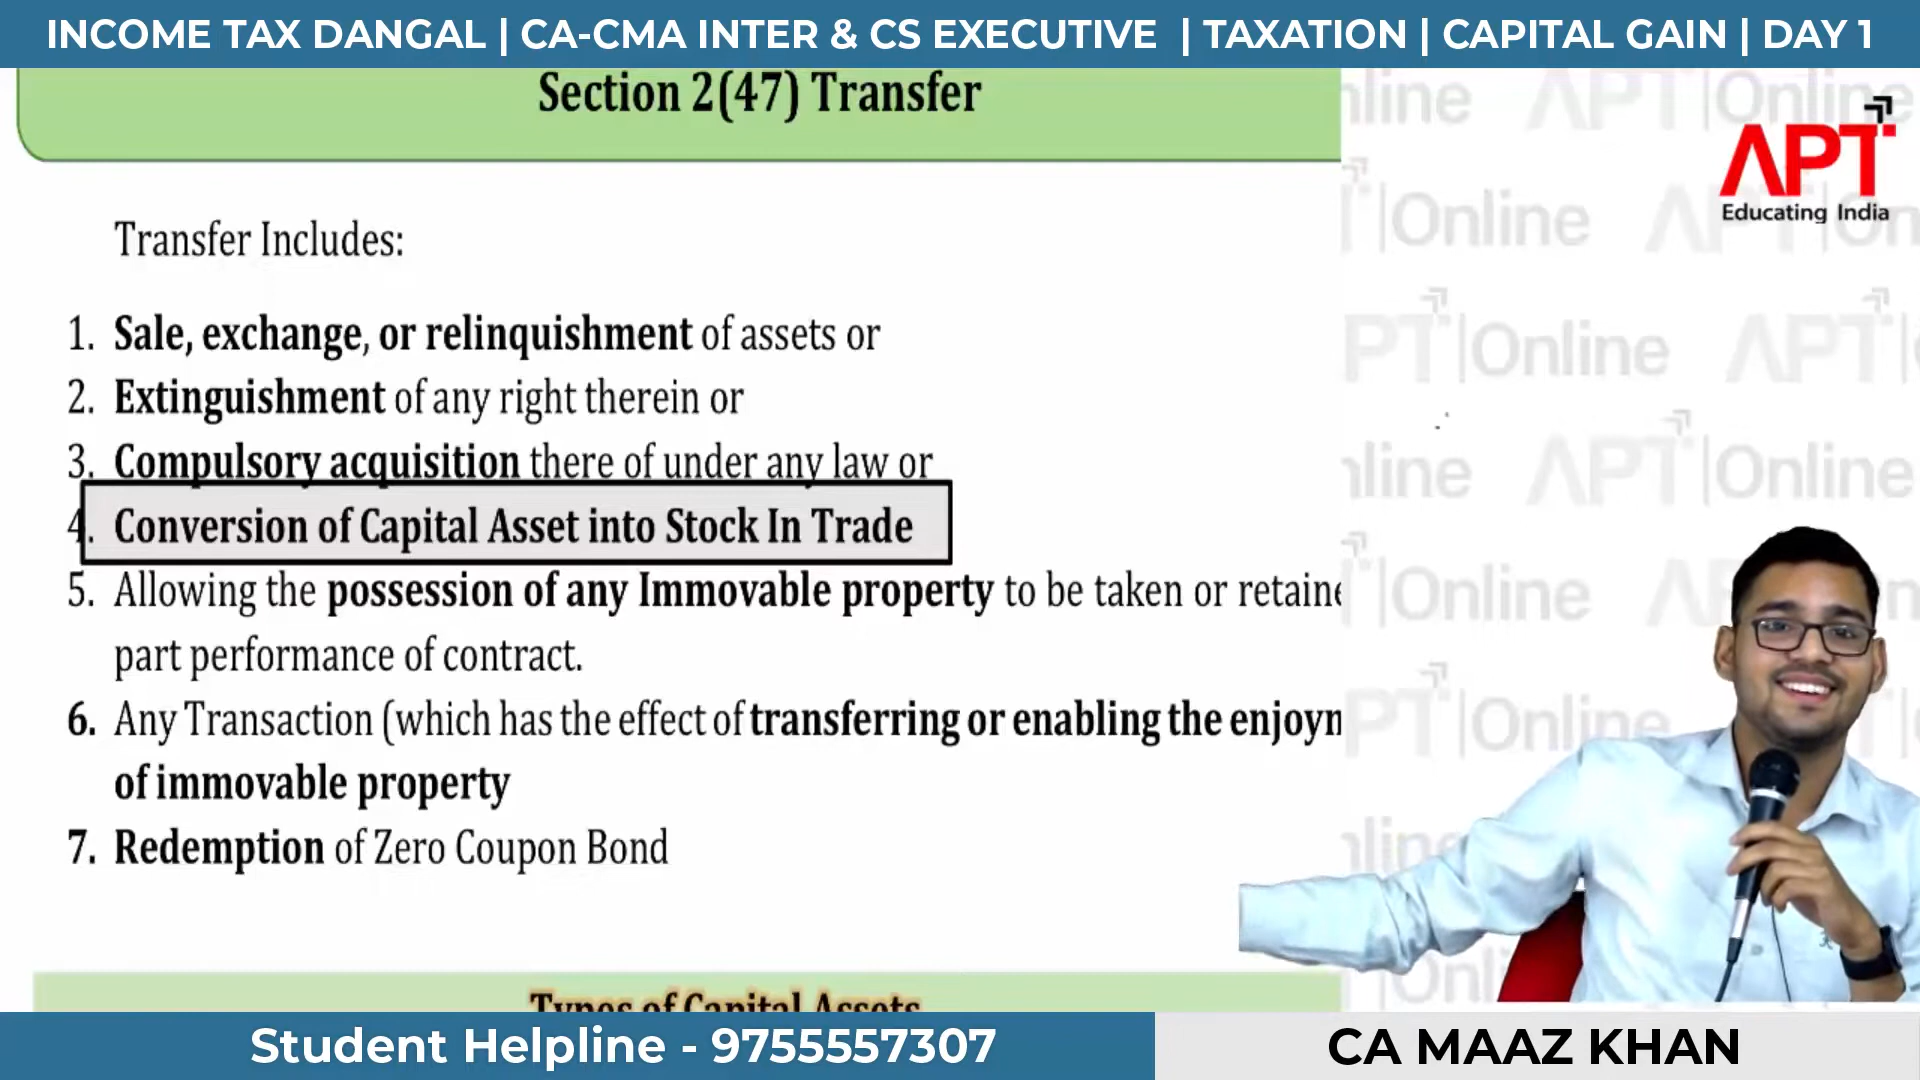 INCOME TAX DANGAL | CA-CMA INTER & CS EXECUTIVE | TAXATION | CAPITAL GAIN | DAY 1
Section 2(47) Transfer
APT
Educating India
Transfer Includes:
1. Sale, exchange, or relinquishment of assets or
2. Extinguishment of any right therein or
3. Compulsory acquisition there of under any law or
4. Conversion of Capital Asset into Stock In Trade
5. Allowing the possession of any Immovable property to be taken or retaine
part performance of contract.
6. Any Transaction (which has the effect of transferring or enabling the enjoyn
of immovable property
7. Redemption of Zero Coupon Bond
Types of Capital Assets
Student Helpline - 9755557307
CA MAAZ KHAN